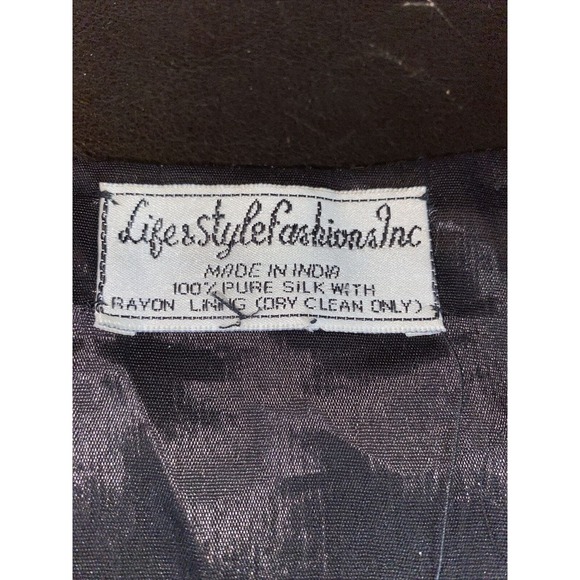 Life&StyleFashionsInc
MADE IN INDIA
100% PURE SILK WITH
RAYON LINING (DRY CLEAN ONLY)